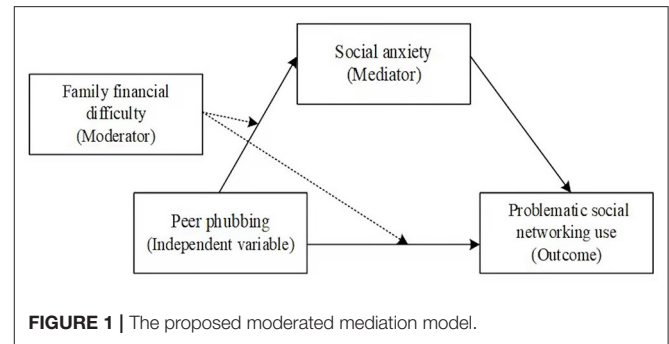 Social anxiety
(Mediator)
Family financial
difficulty
(Moderator)
Peer phubbing
(Independent variable)
Problematic social
networking use
(Outcome)
FIGURE 1 | The proposed moderated mediation model.